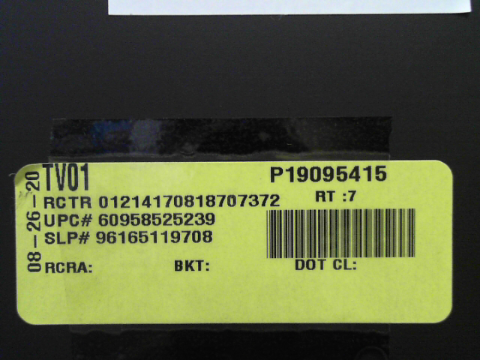 08-26-20
TV01
P19095415
RCTR 01214170818707372
RT :7
UPC# 60958525239
SLP# 96165119708
RCRA:
BKT:
DOT CL: